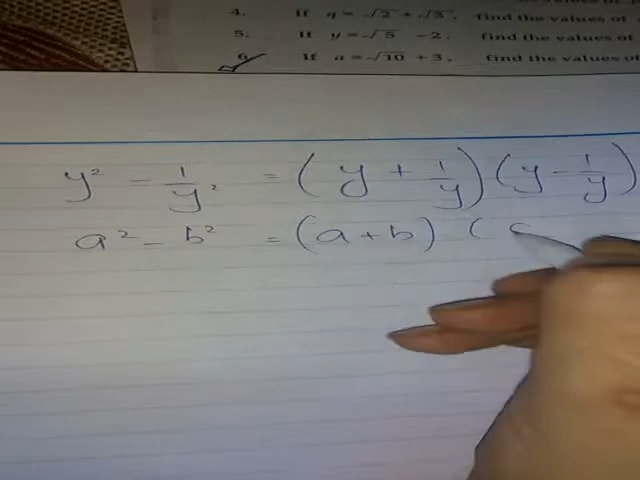 4. If q = √2 + √3, find the values of
5. If y = √5 - 2, find the values of
6. If a = √10 + 3, find the values of
y² - 1/y² = (y + 1/y) (y - 1/y)
a² - b² = (a + b) (